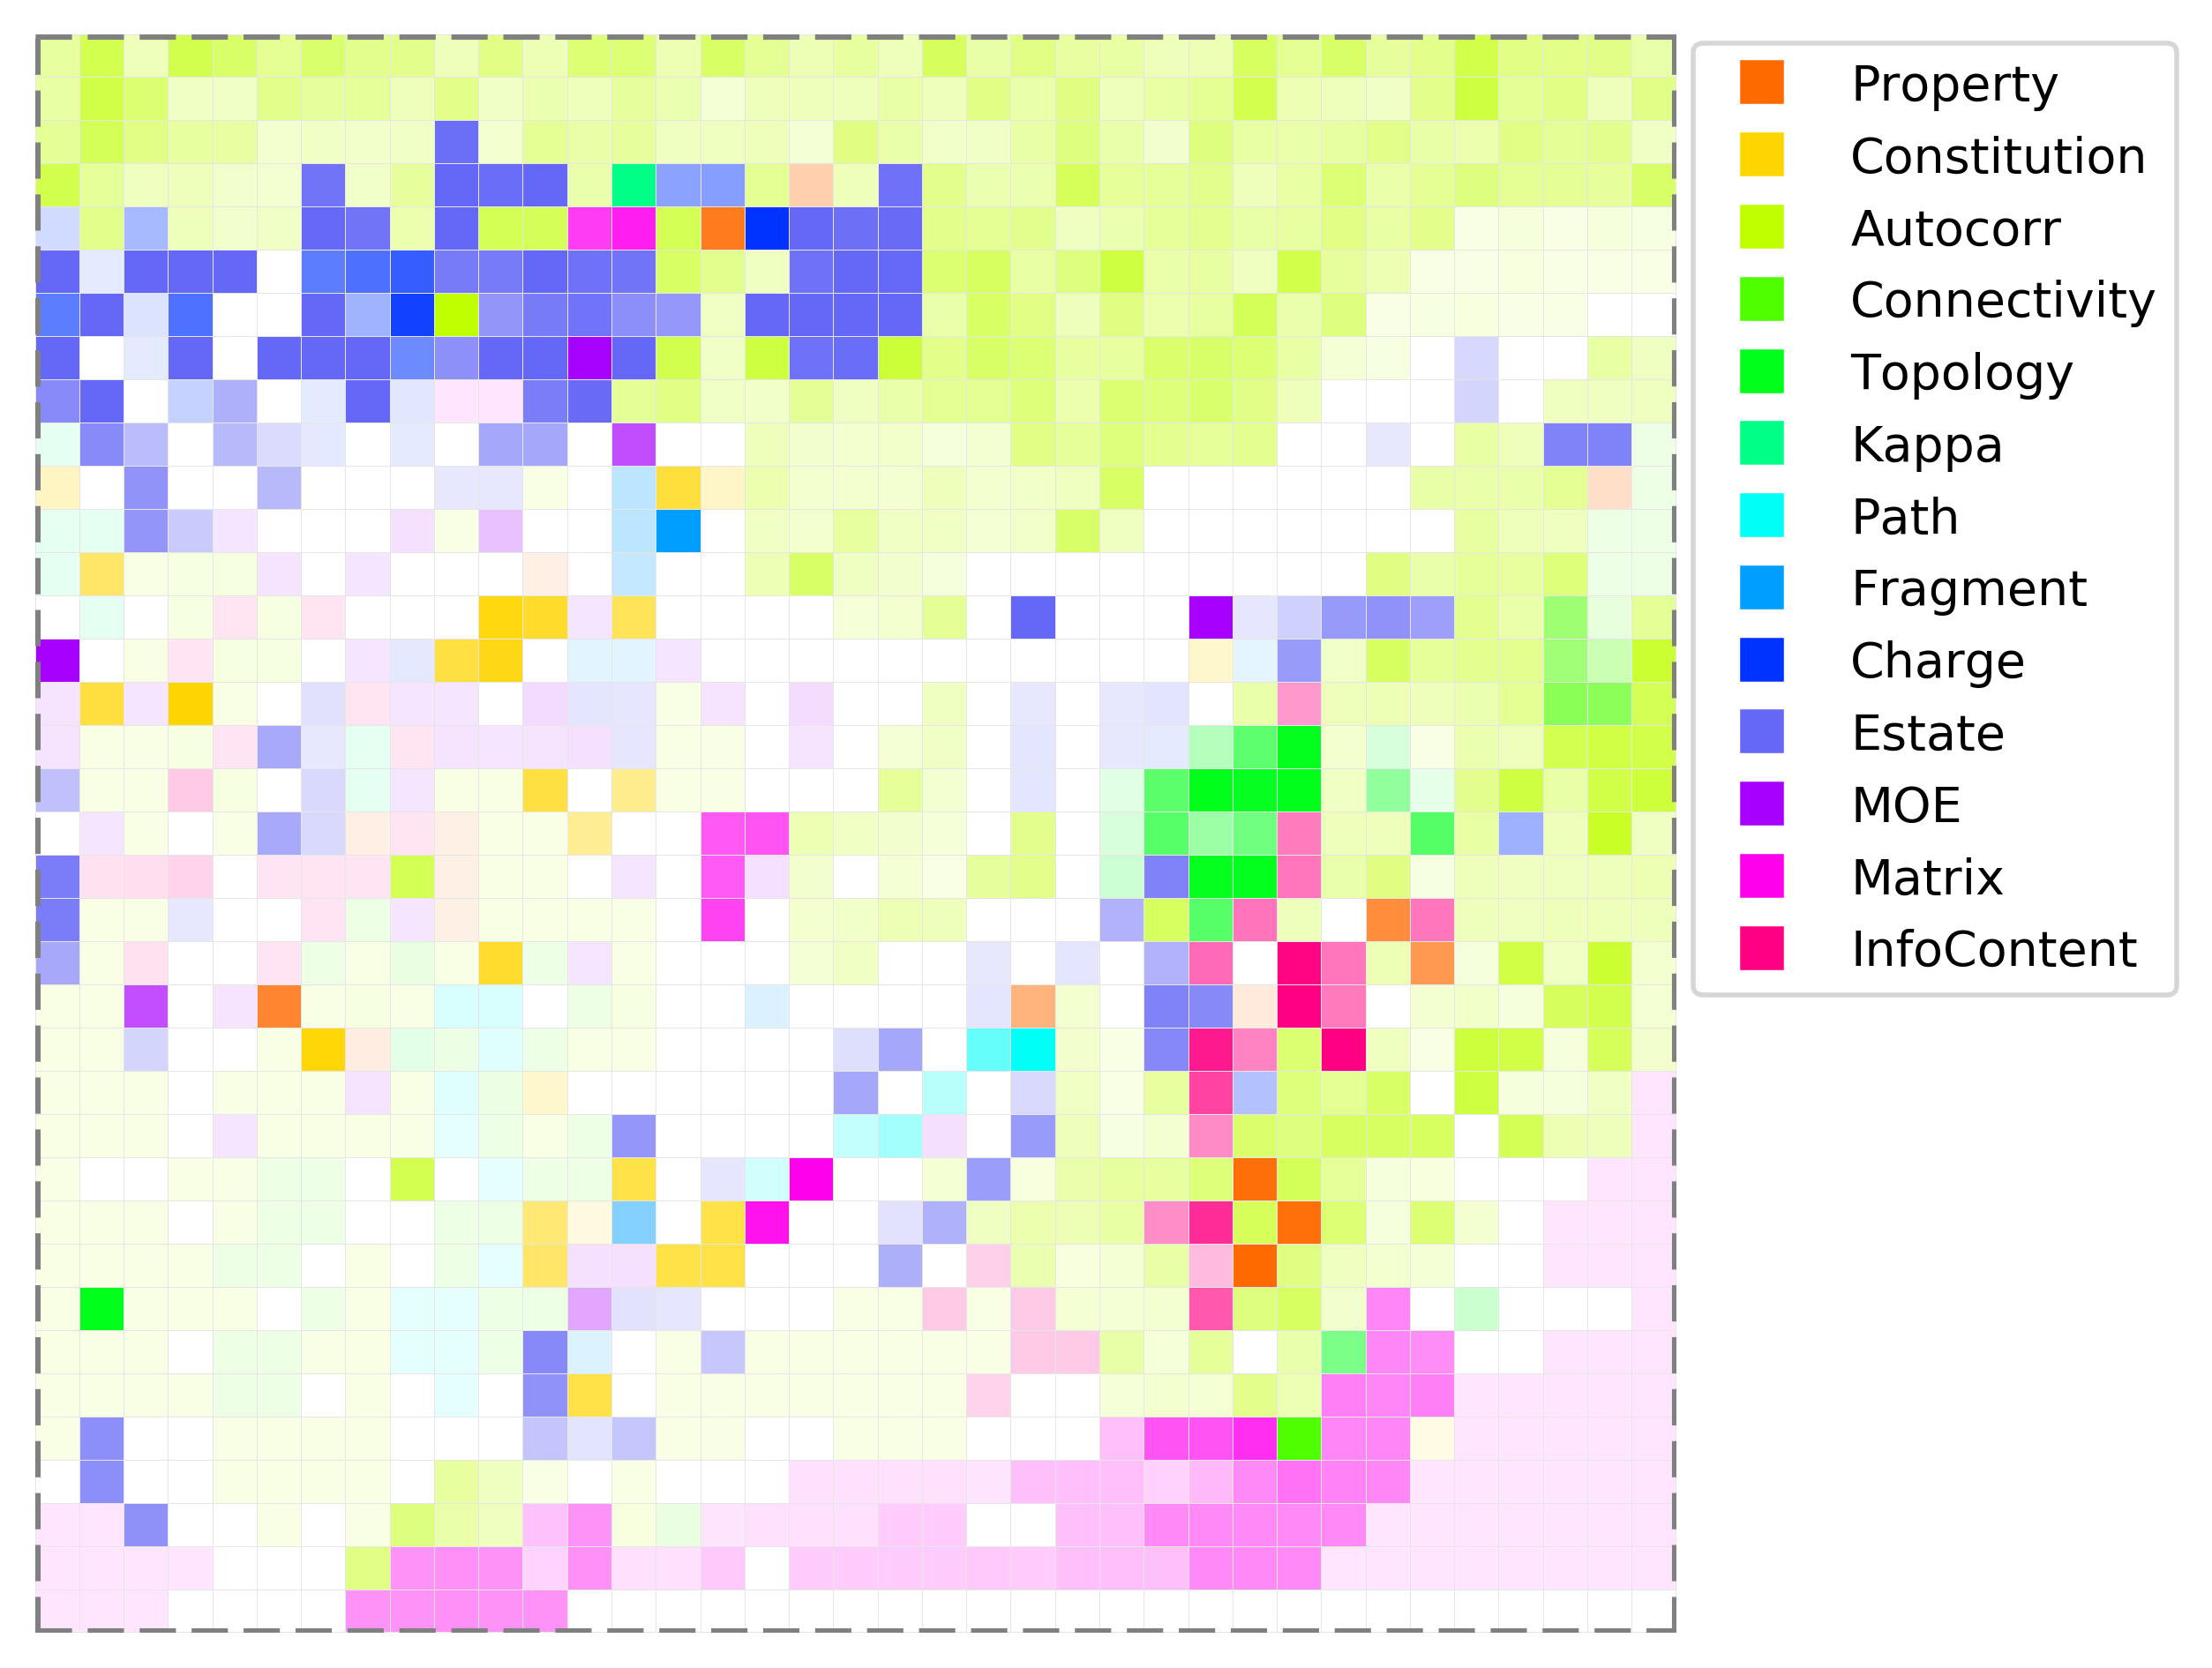 Property
Constitution
Autocorr
Connectivity
Topology
Kappa
Path
Fragment
Charge
Estate
MOE
Matrix
InfoContent